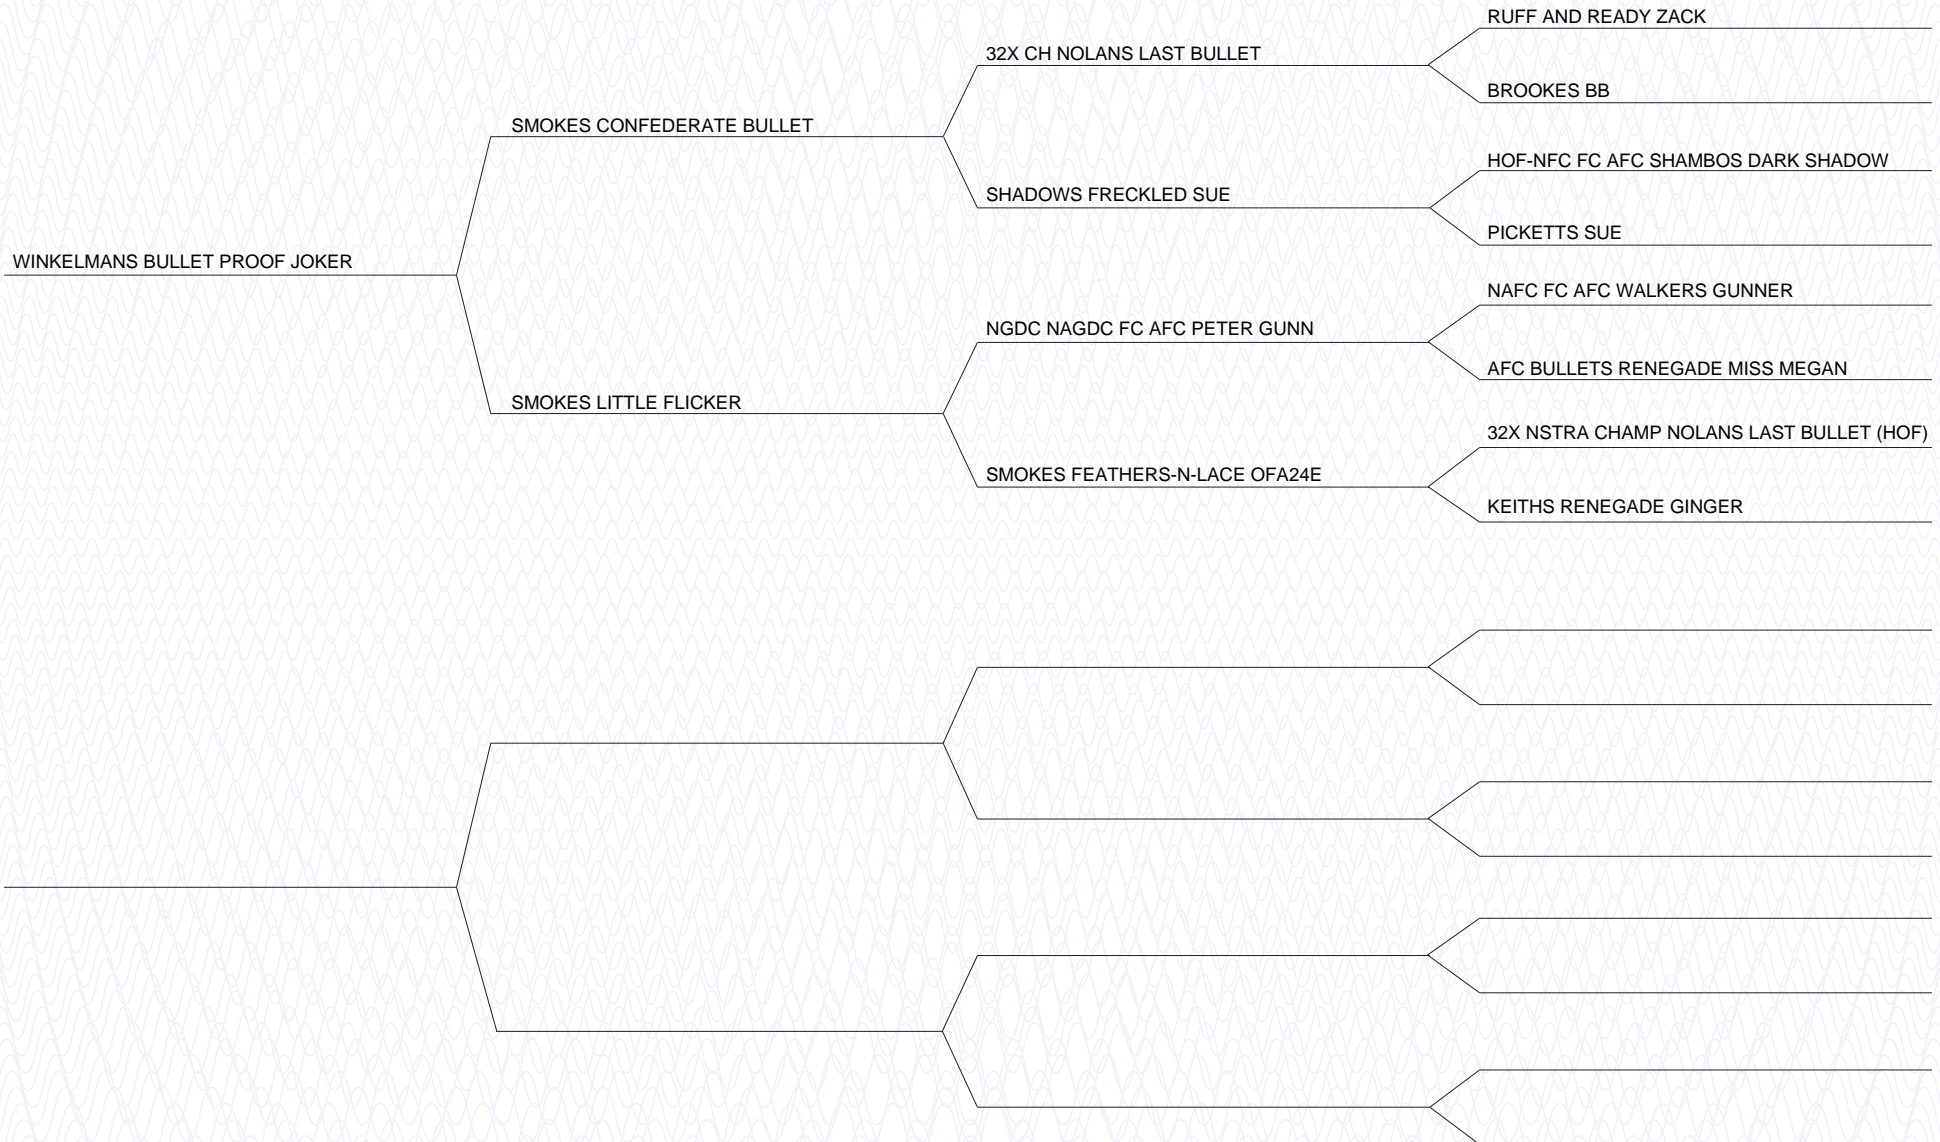 RUFF AND READY ZACK
32X CH NOLANS LAST BULLET
BROOKES BB
SMOKES CONFEDERATE BULLET
HOF-NFC FC AFC SHAMBOS DARK SHADOW
SHADOWS FRECKLED SUE
PICKETTS SUE
WINKELMANS BULLET PROOF JOKER
NAFC FC AFC WALKERS GUNNER
NGDC NAGDC FC AFC PETER GUNN
AFC BULLETS RENEGADE MISS MEGAN
SMOKES LITTLE FLICKER
32X NSTRA CHAMP NOLANS LAST BULLET (HOF)
SMOKES FEATHERS-N-LACE OFA24E
KEITHS RENEGADE GINGER